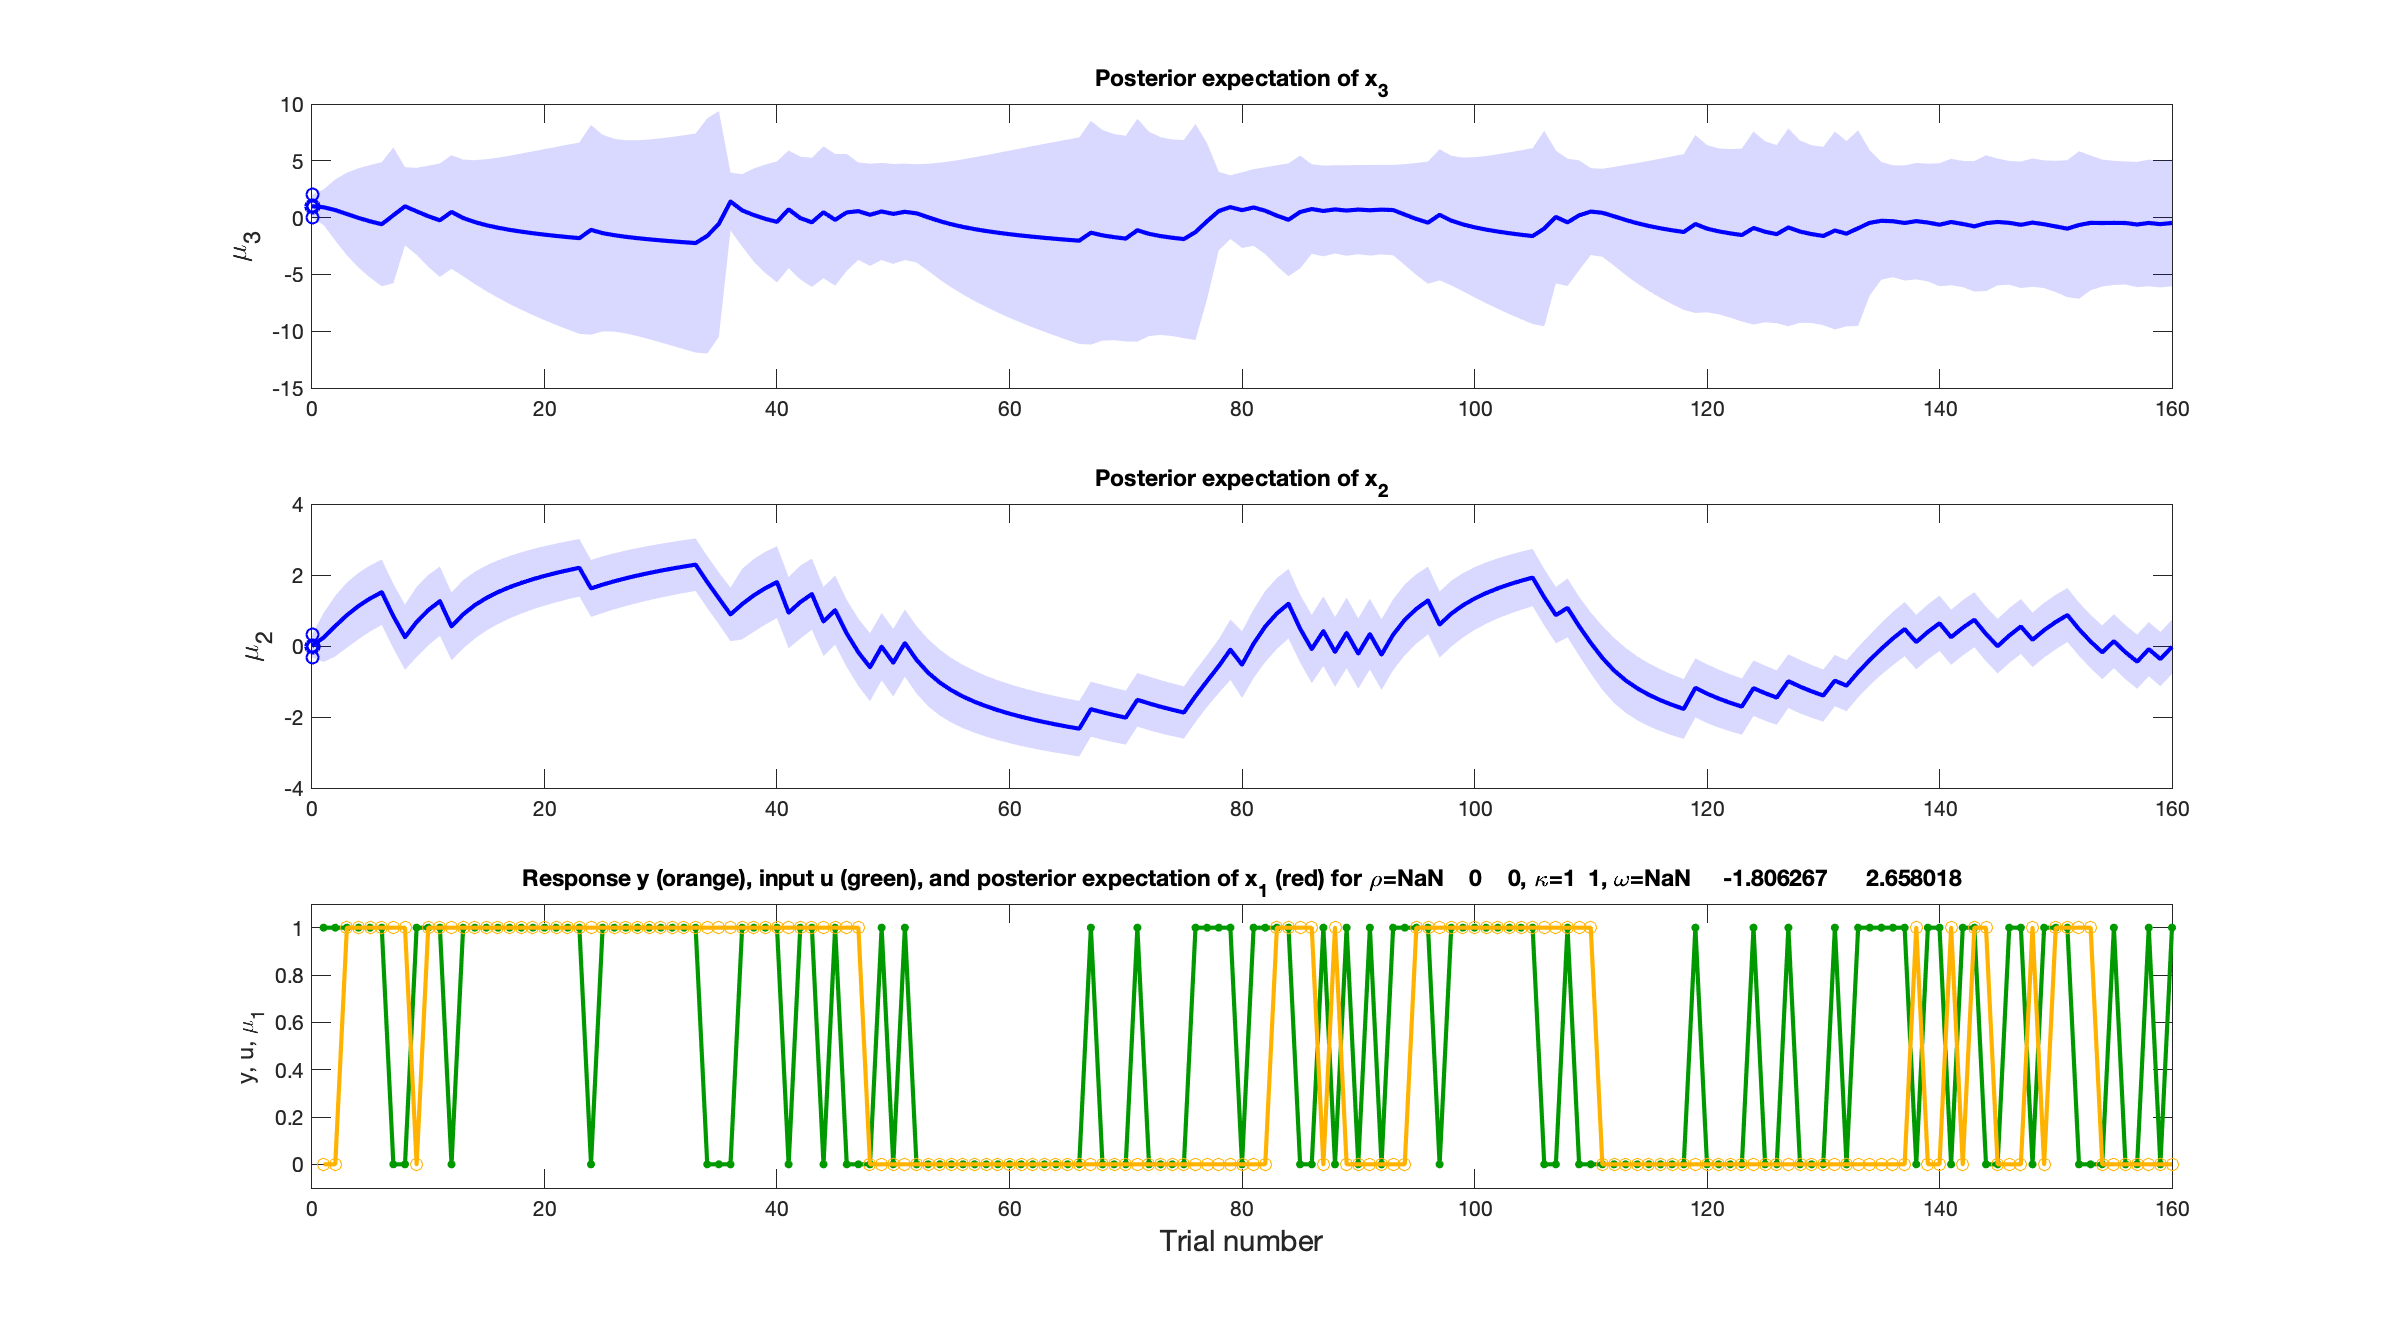 Posterior expectation of x3
10
5
0
-5
-10
-15
μ3
0 20 40 60 80 100 120 140 160
Posterior expectation of x2
4
2
0
-2
-4
μ2
0 20 40 60 80 100 120 140 160
Response y (orange), input u (green), and posterior expectation of x1 (red) for ρ=NaN 0 0, κ=1 1, ω=NaN -1.806267 2.658018
1
0.8
0.6
0.4
0.2
0
y, u, μ1
0 20 40 60 80 100 120 140 160
Trial number